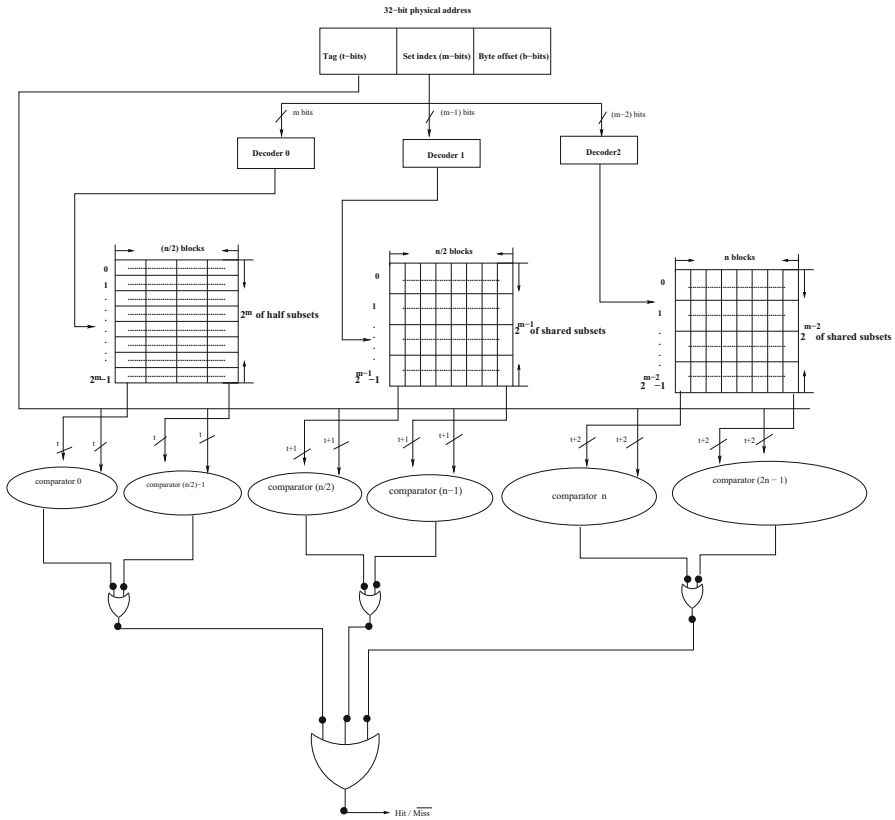 32−bit physical address
Tag (t−bits) Set index (m−bits) Byte offset (b−bits)
m bits (m−1) bits (m−2) bits
Decoder 0 Decoder 1 Decoder2
(n/2) blocks n/2 blocks n blocks
0
1
.
.
.
.
.
2^m−1
2^m of half subsets
0
1
.
.
.
.
2^m−1 −1
2^m−1 of shared subsets
0
1
.
.
.
.
2^m−2 −1
2^m−2 of shared subsets
t t t t t+1 t+1 t+1 t+1 t+2 t+2 t+2 t+2
comparator 0 comparator (n/2)−1 comparator (n/2) comparator (n−1) comparator n comparator (2n − 1)
Hit / M̅i̅s̅s̅